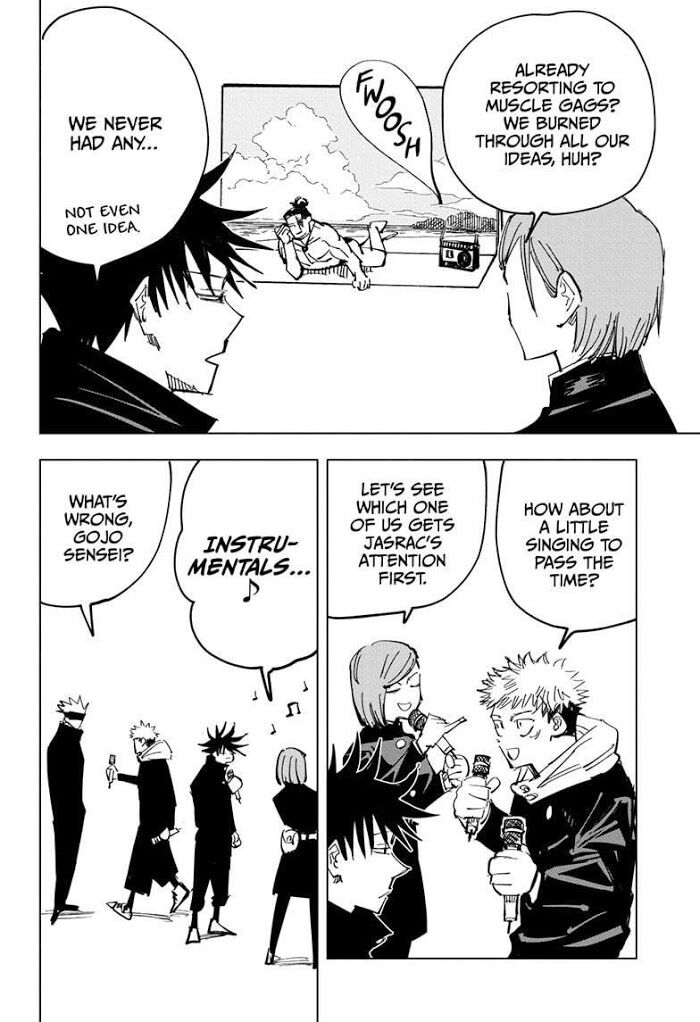 ALREADY
RESORTING TO
MUSCLE GAGS?
WE BURNED
THROUGH ALL OUR
IDEAS, HUH?
FWOOSH
WE NEVER
HAD ANY...
NOT EVEN
ONE IDEA.
HOW ABOUT
A LITTLE
SINGING TO
PASS THE
TIME?
LET'S SEE
WHICH ONE
OF US GETS
JASRAC'S
ATTENTION
FIRST.
INSTRU-
MENTALS...
WHAT'S
WRONG,
GOJO
SENSEI?